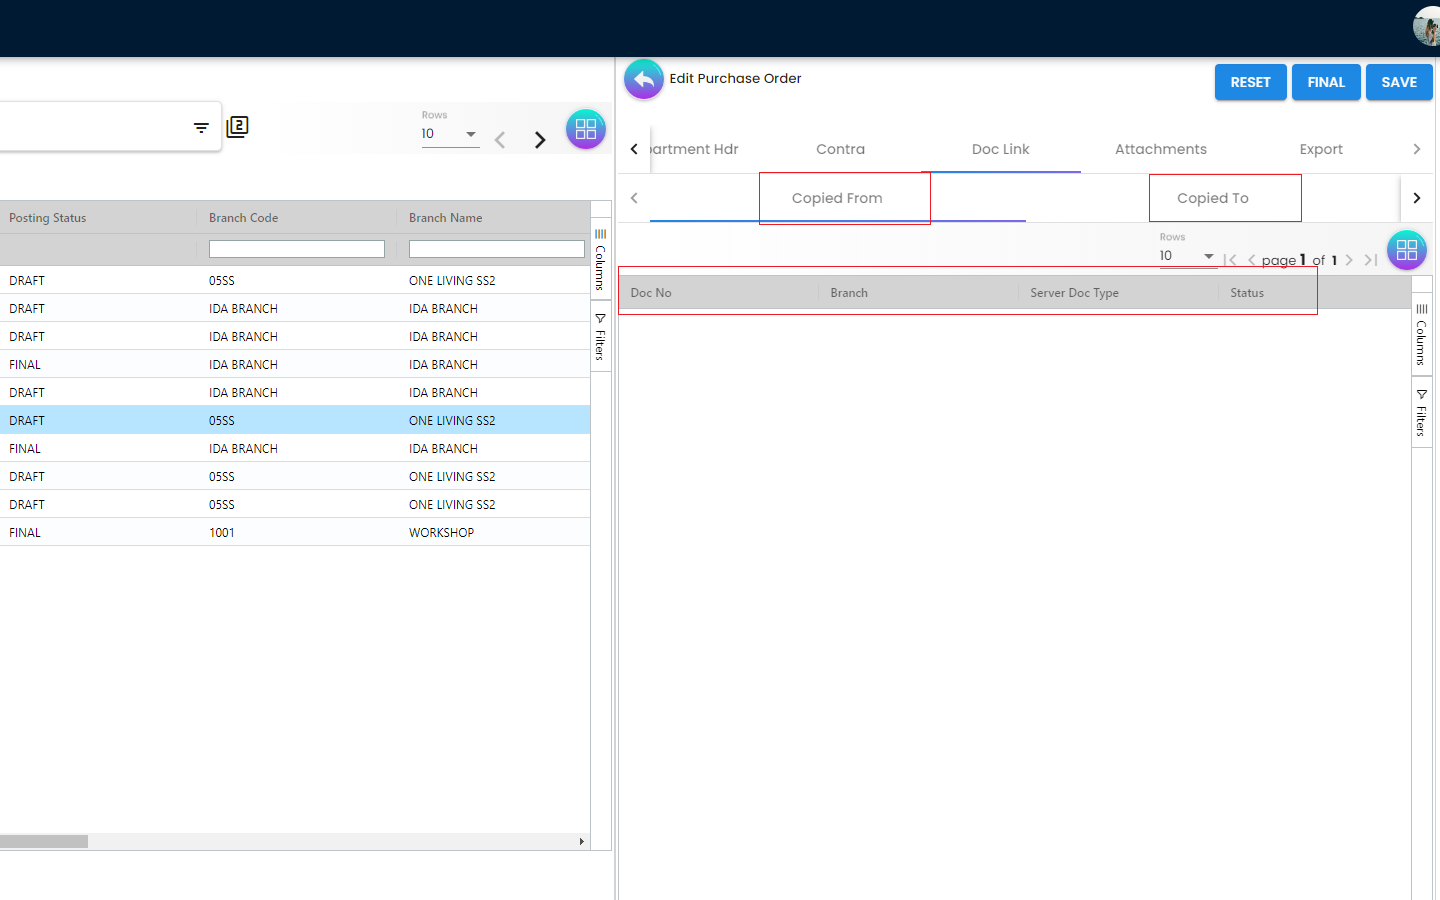 Edit Purchase Order
RESET
FINAL
SAVE
Rows
10
2
partment Hdr
Contra
Doc Link
Attachments
Export
Copied From
Copied To
Posting Status
Branch Code
Branch Name
Rows
10
page 1 of 1
Doc No
Branch
Server Doc Type
Status
DRAFT 05SS ONE LIVING SS2
DRAFT IDA BRANCH IDA BRANCH
DRAFT IDA BRANCH IDA BRANCH
FINAL IDA BRANCH IDA BRANCH
DRAFT IDA BRANCH IDA BRANCH
DRAFT 05SS ONE LIVING SS2
FINAL IDA BRANCH IDA BRANCH
DRAFT 05SS ONE LIVING SS2
DRAFT 05SS ONE LIVING SS2
FINAL 1001 WORKSHOP
Columns
Filters
Columns
Filters